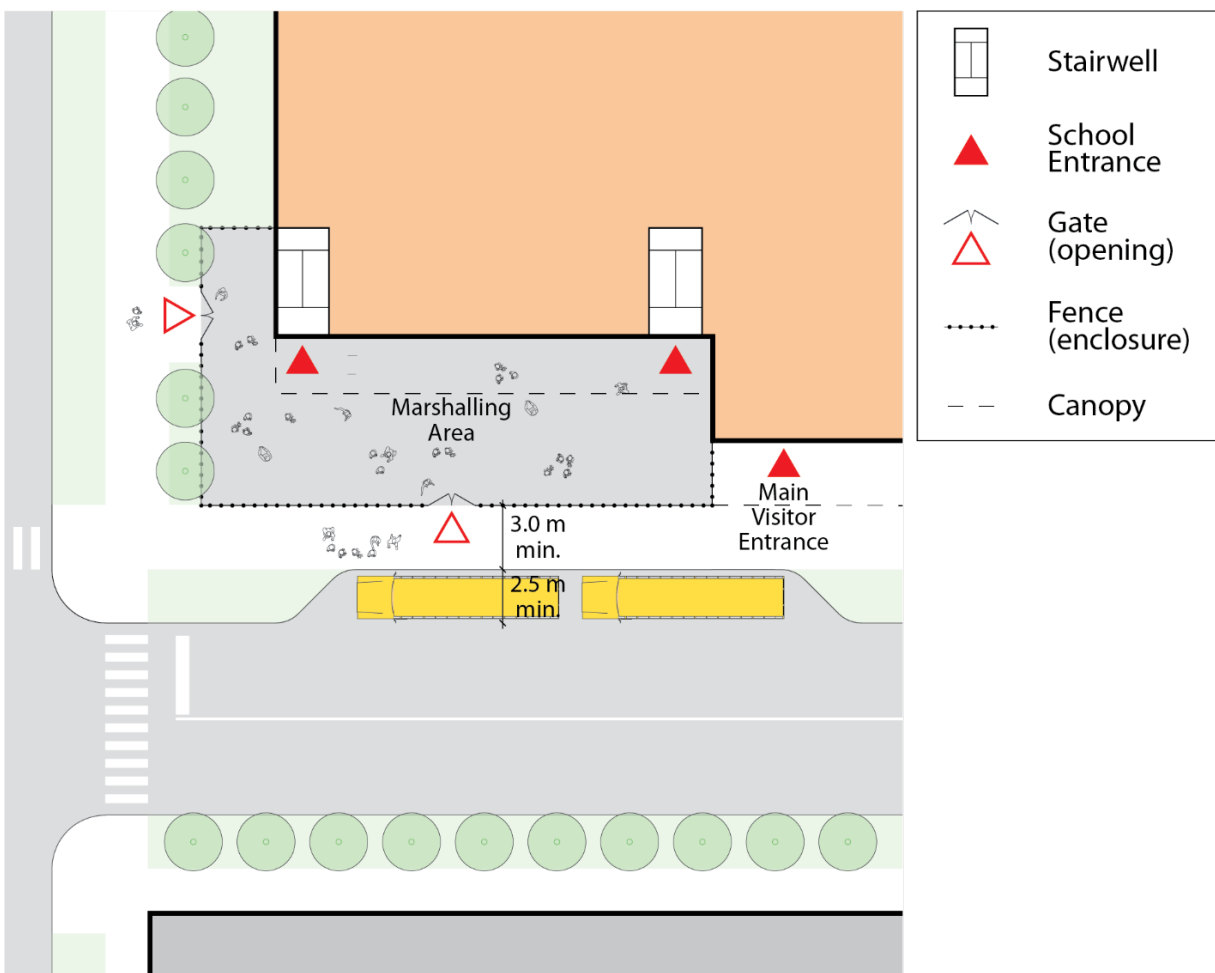 Stairwell
School
Entrance
Gate
(opening)
Fence
(enclosure)
Canopy
Marshalling
Area
Main
Visitor
Entrance
3.0 m
min.
2.5 m
min.